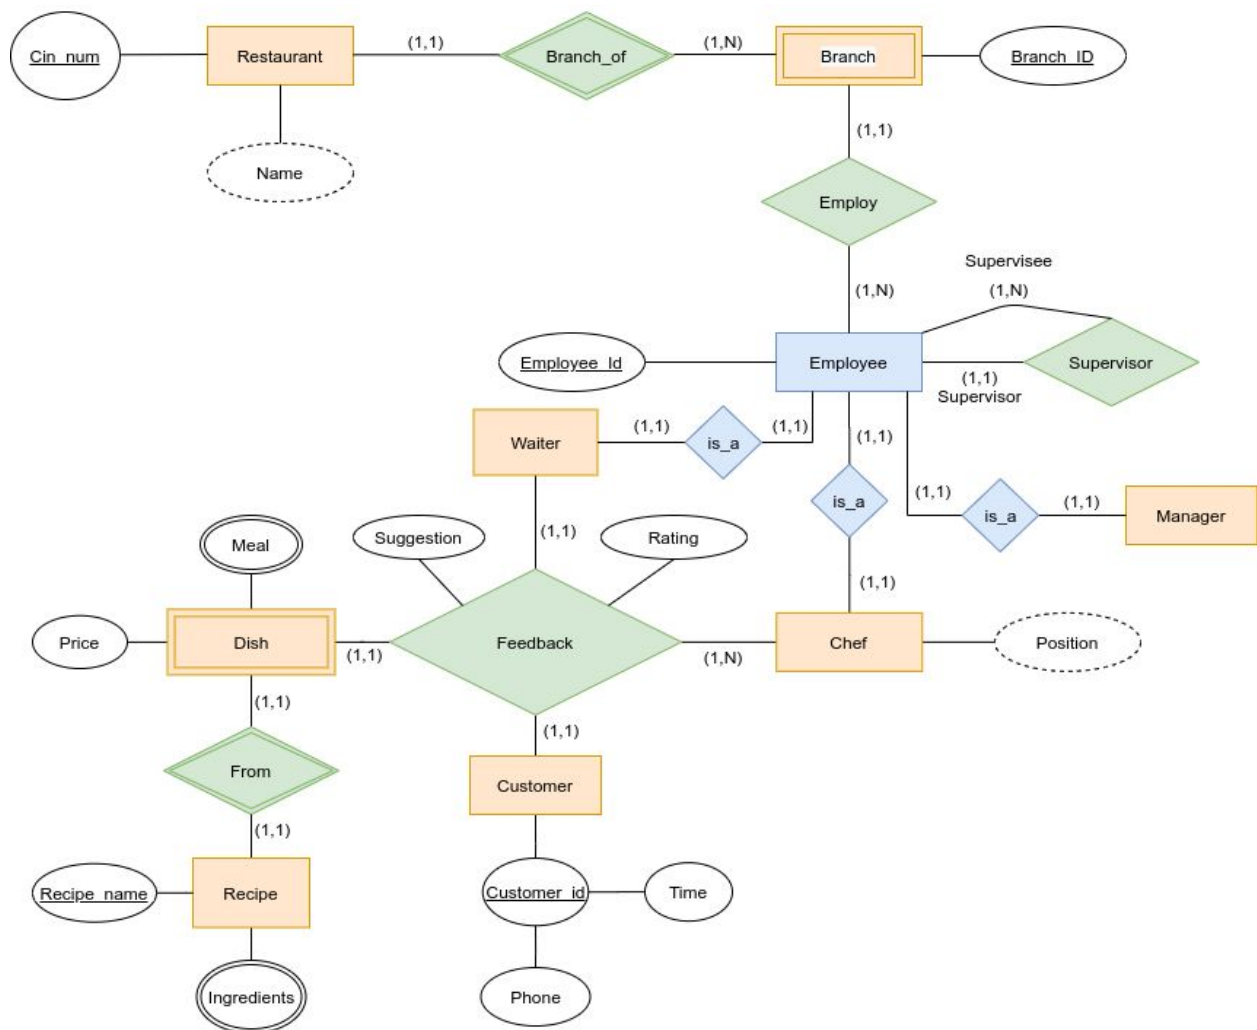 Cin_num
Restaurant
(1,1)
Branch_of
(1,N)
Branch
Branch_ID
Name
(1,1)
Employ
(1,N)
Supervisee
(1,N)
Employee_Id
Employee
(1,1)
Supervisor
Supervisor
Waiter
(1,1)
is_a
(1,1)
(1,1)
is_a
(1,1)
is_a
(1,1)
Manager
Meal
Suggestion
(1,1)
Rating
(1,1)
Price
Dish
(1,1)
Feedback
(1,N)
Chef
Position
(1,1)
From
(1,1)
Customer
(1,1)
Recipe_name
Recipe
Customer_id
Time
Ingredients
Phone